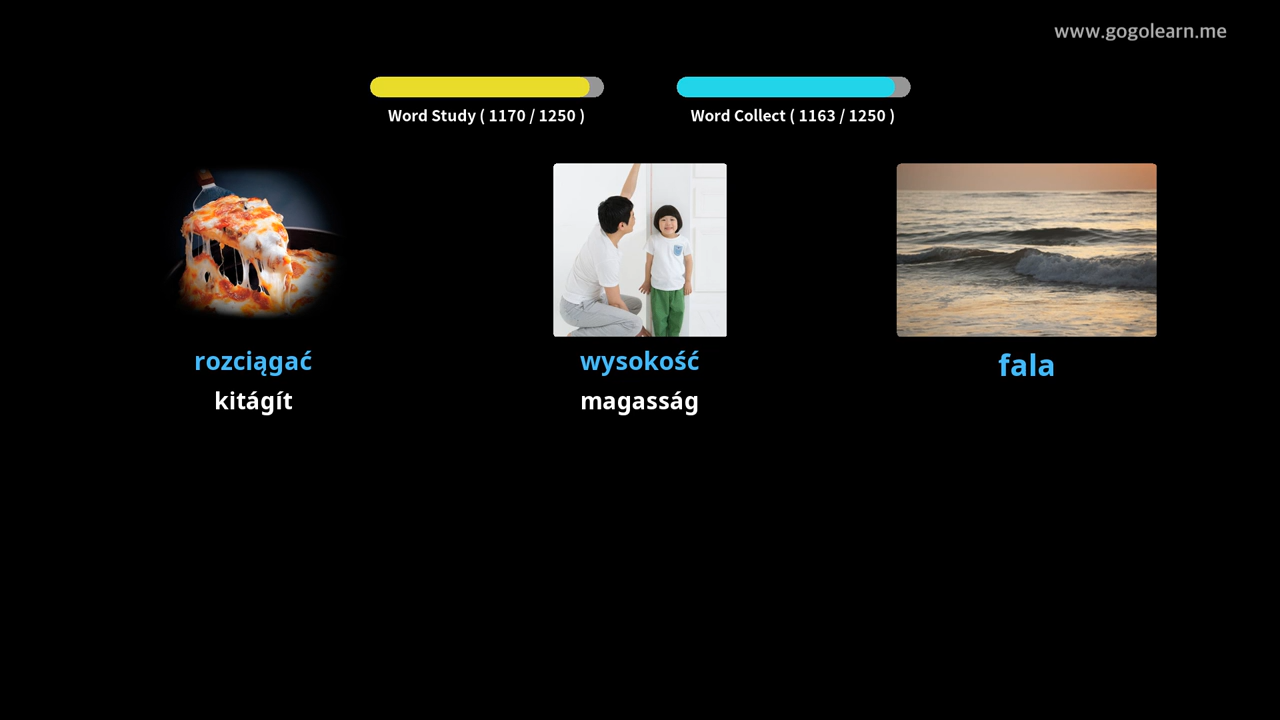 www.gogolearn.me
Word Study ( 1170 / 1250 )
Word Collect ( 1163 / 1250 )
rozciągać
kitágít
wysokość
magasság
fala